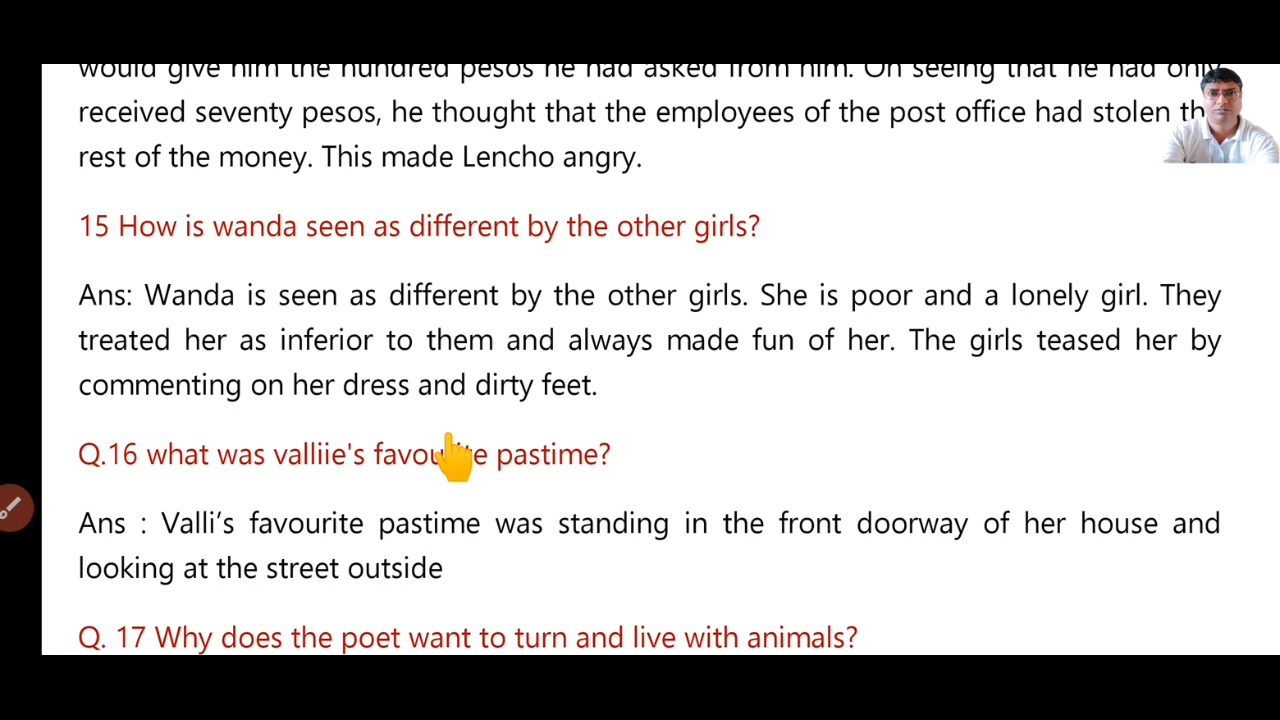 would give him the hundred pesos he had asked from him. On seeing that he had only
received seventy pesos, he thought that the employees of the post office had stolen
rest of the money. This made Lencho angry.
15 How is wanda seen as different by the other girls?
Ans: Wanda is seen as different by the other girls. She is poor and a lonely girl. They
treated her as inferior to them and always made fun of her. The girls teased her by
commenting on her dress and dirty feet.
Q.16 what was valliie's favourite pastime?
Ans : Valli’s favourite pastime was standing in the front doorway of her house and
looking at the street outside
Q. 17 Why does the poet want to turn and live with animals?